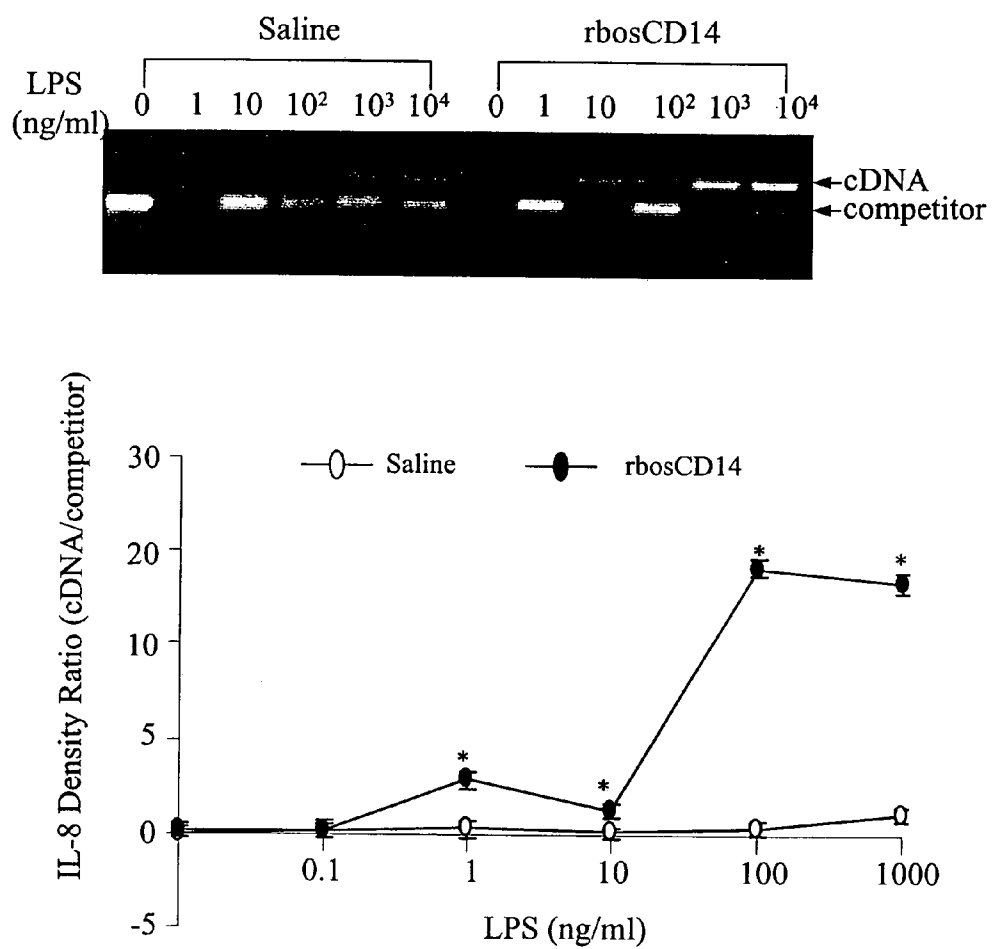 Saline rbosCD14
LPS (ng/ml)
0 1 10 10² 10³ 10⁴ 0 1 10 10² 10³ 10⁴
cDNA
competitor
IL-8 Density Ratio (cDNA/competitor)
30
20
10
5
0
-5
Saline rbosCD14
*
*
*
*
0.1 1 10 100 1000
LPS (ng/ml)